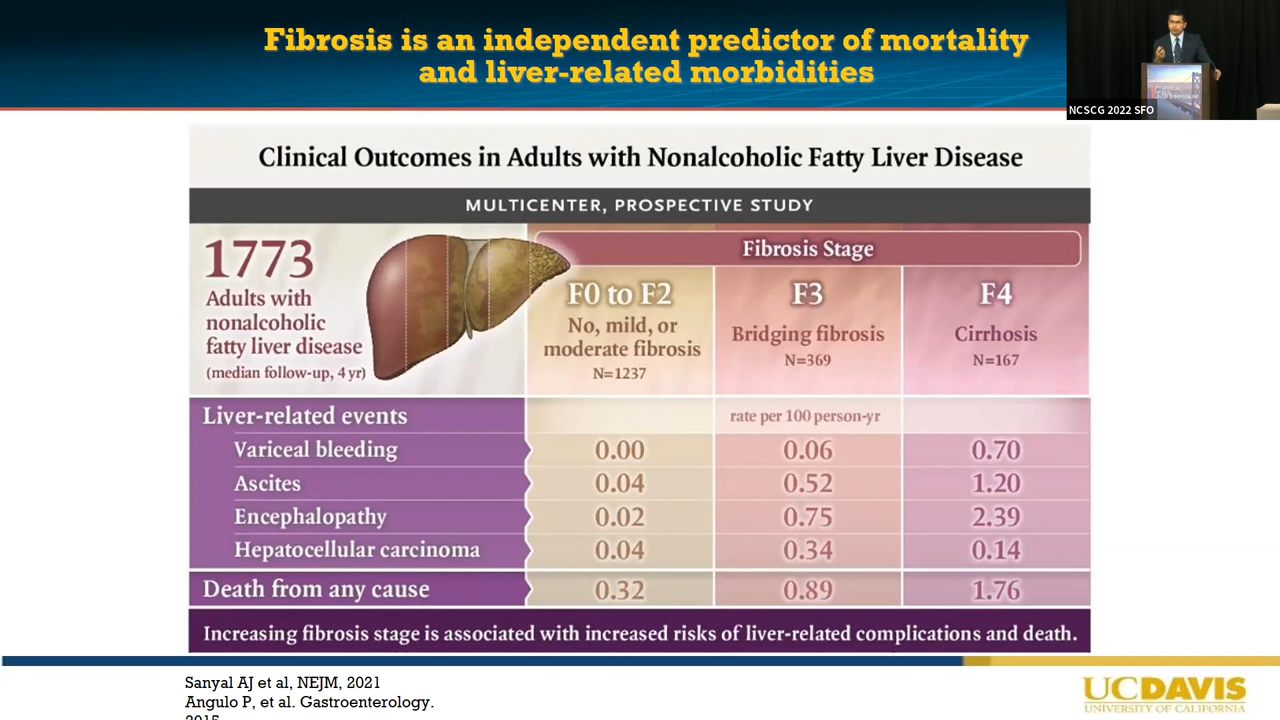 Fibrosis is an independent predictor of mortality
and liver-related morbidities
NCSCG 2022 SFO
Clinical Outcomes in Adults with Nonalcoholic Fatty Liver Disease
MULTICENTER, PROSPECTIVE STUDY
1773
Adults with
nonalcoholic
fatty liver disease
(median follow-up, 4 yr)
Fibrosis Stage
F0 to F2
No, mild, or
moderate fibrosis
N=1237
F3
Bridging fibrosis
N=369
F4
Cirrhosis
N=167
Liver-related events
rate per 100 person-yr
Variceal bleeding 0.00 0.06 0.70
Ascites 0.04 0.52 1.20
Encephalopathy 0.02 0.75 2.39
Hepatocellular carcinoma 0.04 0.34 0.14
Death from any cause 0.32 0.89 1.76
Increasing fibrosis stage is associated with increased risks of liver-related complications and death.
Sanyal AJ et al, NEJM, 2021
Angulo P, et al. Gastroenterology.
2015
UCDAVIS
UNIVERSITY OF CALIFORNIA